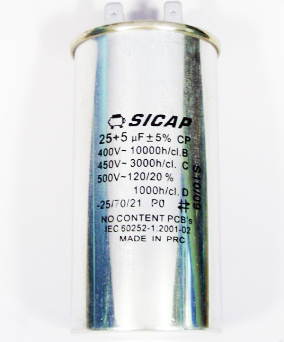 SICAP
25+5 µF ± 5% CP
400V~ 10000h/cl.B
450V~ 3000h/cl. C
500V~120/20 %
1000h/cl.D
-25/70/21 P0
NO CONTENT PCB's
IEC 60252-1:2001-02
MADE IN PRC